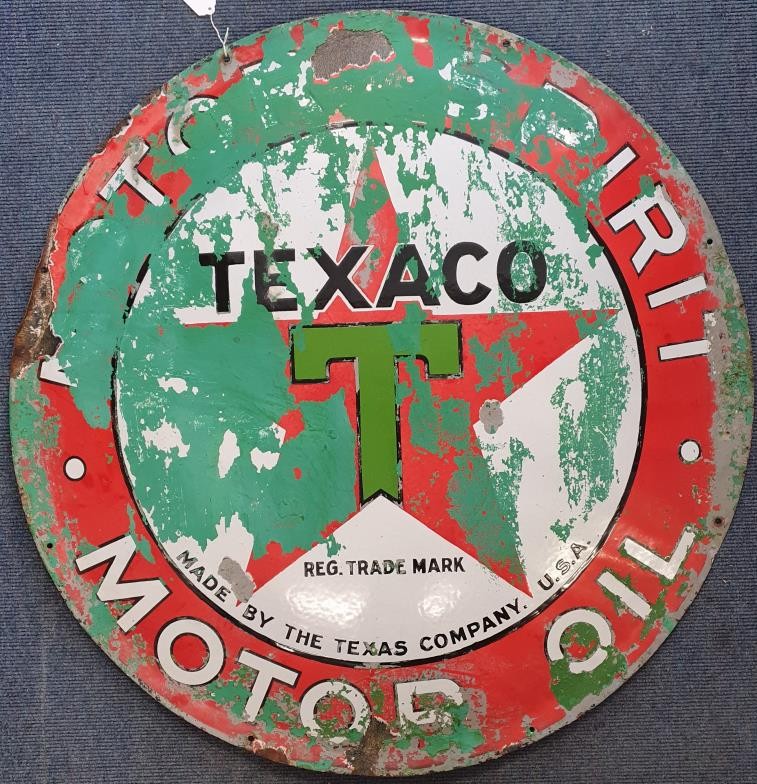 TEXACO
T
REG. TRADE MARK
MADE BY THE TEXAS COMPANY. U.S.A.
MOTOR OIL